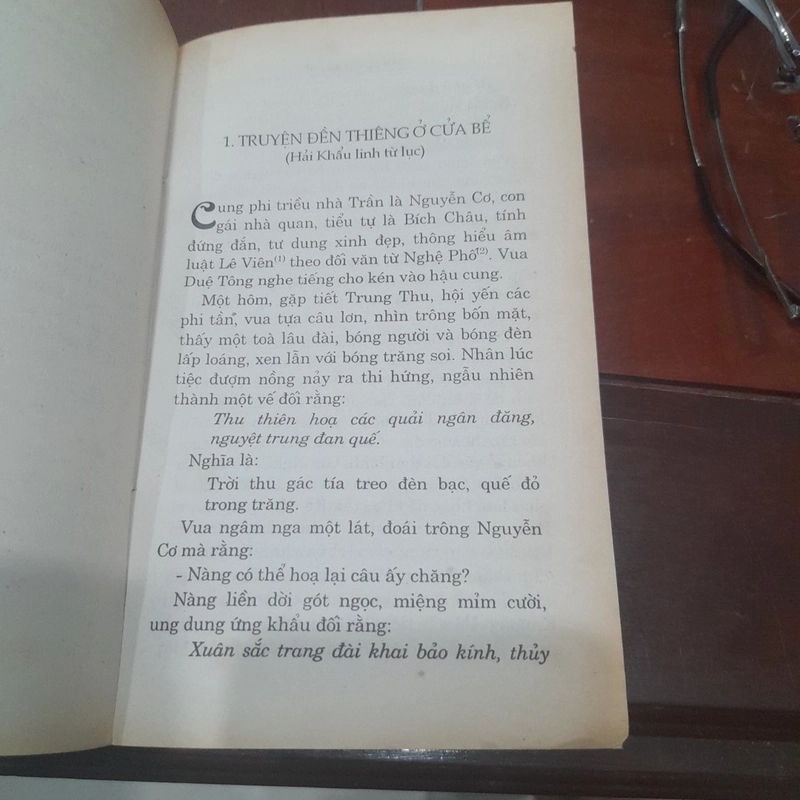 1. TRUYỆN ĐỀN THIÊNG Ở CỬA BỂ
(Hải Khẩu linh từ lục)
Cung phi triều nhà Trần là Nguyễn Cơ, con
gái nhà quan, tiểu tự là Bích Châu, tính
đứng đắn, tư dung xinh đẹp, thông hiểu âm
luật Lê Viên(1) theo đòi văn từ Nghệ Phố(2). Vua
Duệ Tông nghe tiếng cho kén vào hậu cung.
Một hôm, gặp tiết Trung Thu, hội yến các
phi tần*, vua tựa câu lơn, nhìn trông bốn mặt,
thấy một toà lâu đài, bóng người và bóng đèn
lấp loáng, xen lẫn với bóng trăng soi. Nhân lúc
tiệc đượm nồng nảy ra thi hứng, ngẫu nhiên
thành một vế đối rằng:
Thu thiên hoạ các quải ngân đăng,
nguyệt trung đan quế.
Nghĩa là:
Trời thu gác tía treo đèn bạc, quế đỏ
trong trăng.
Vua ngâm nga một lát, đoái trông Nguyễn
Cơ mà rằng:
- Nàng có thể hoạ lại câu ấy chăng?
Nàng liền dời gót ngọc, miệng mỉm cười,
ung dung ứng khẩu đối rằng:
Xuân sắc trang đài khai bảo kính, thủy